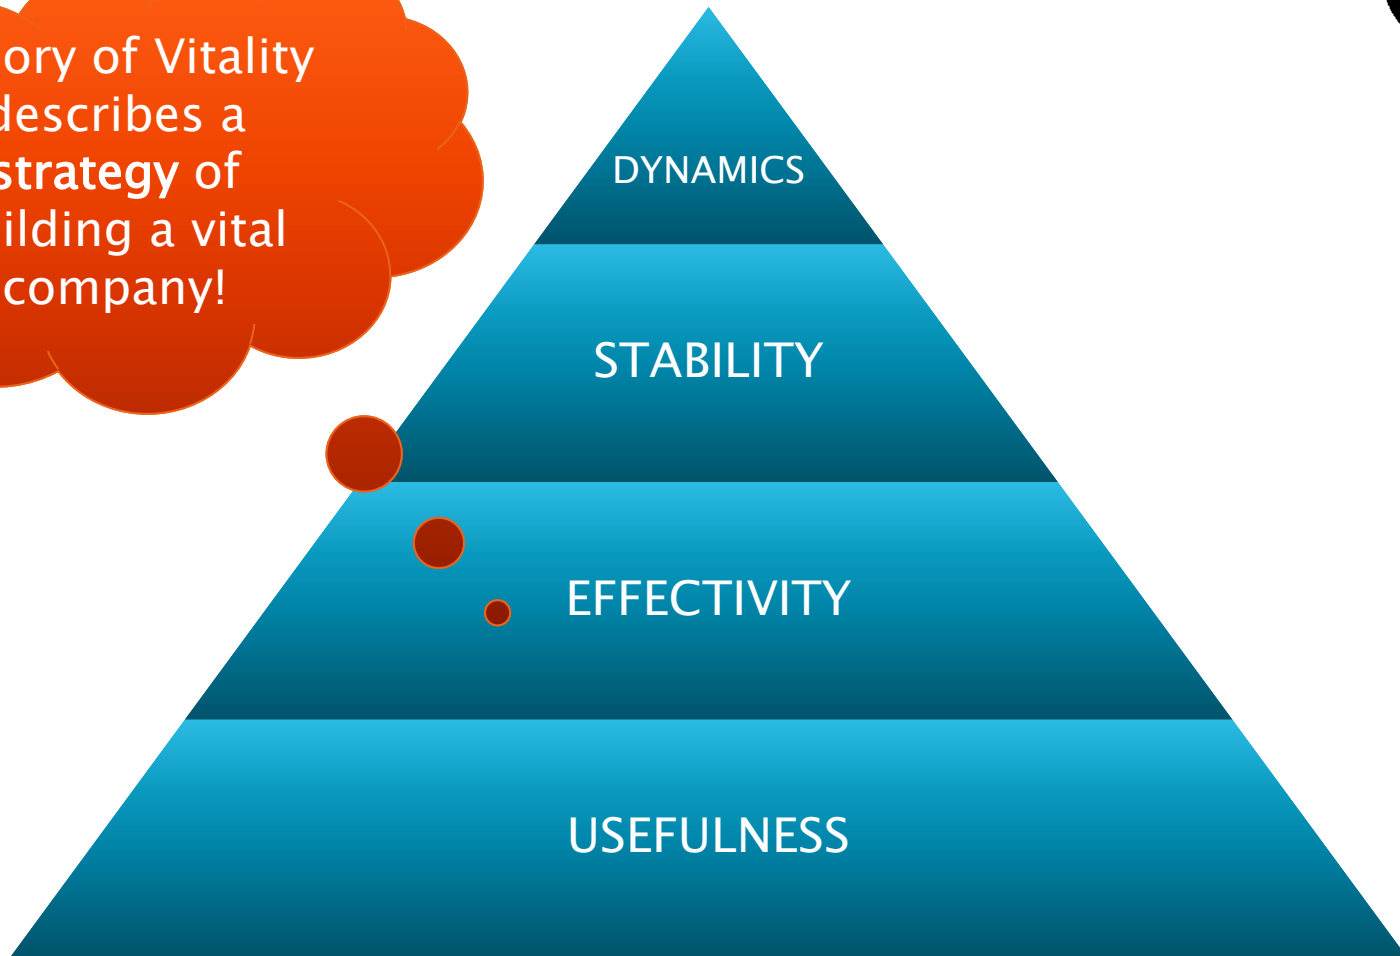 ory of Vitality
describes a
strategy of
ilding a vital
company!
DYNAMICS
STABILITY
EFFECTIVITY
USEFULNESS